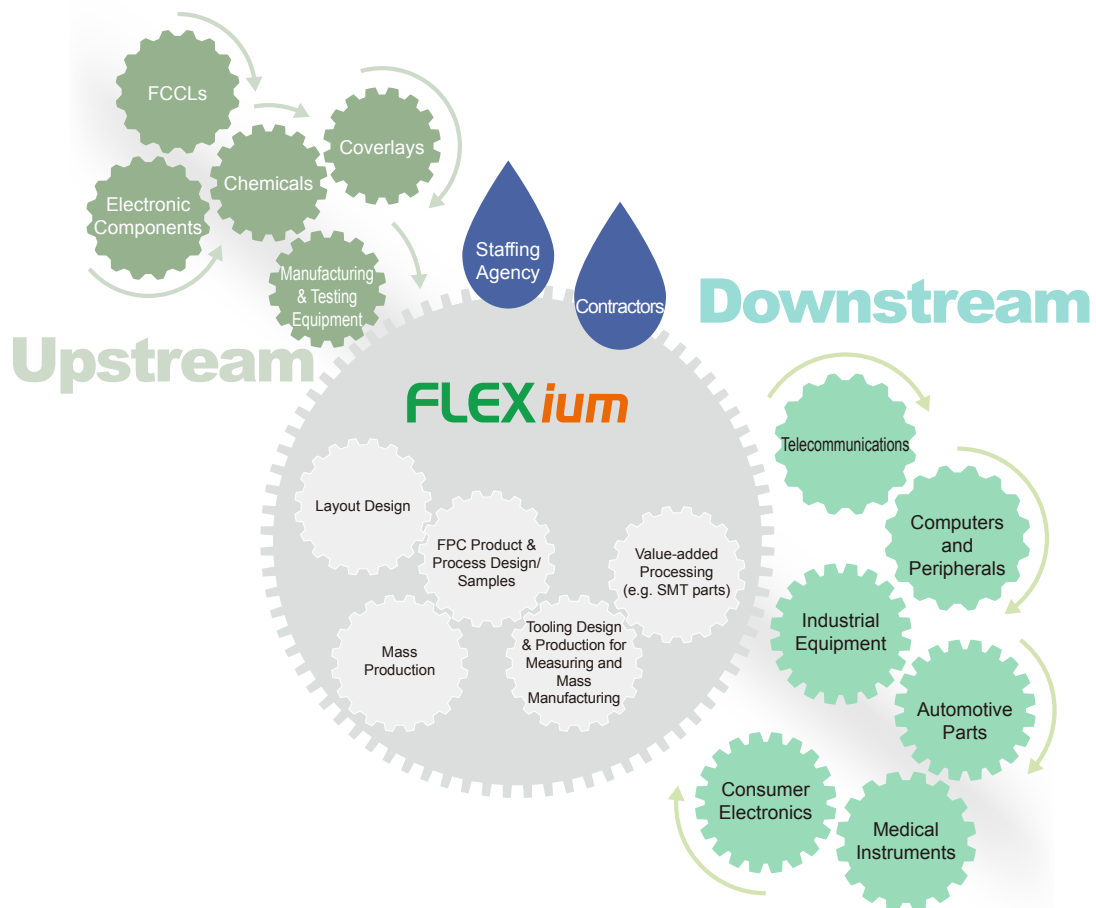 FCCLs
Coverlays
Chemicals
Electronic
Components
Manufacturing
& Testing
Equipment
Upstream
Staffing
Agency
Contractors
Downstream
FLEXium
Layout Design
FPC Product &
Process Design/
Samples
Value-added
Processing
(e.g. SMT parts)
Mass
Production
Tooling Design
& Production for
Measuring and
Mass
Manufacturing
Telecommunications
Computers
and
Peripherals
Industrial
Equipment
Automotive
Parts
Consumer
Electronics
Medical
Instruments